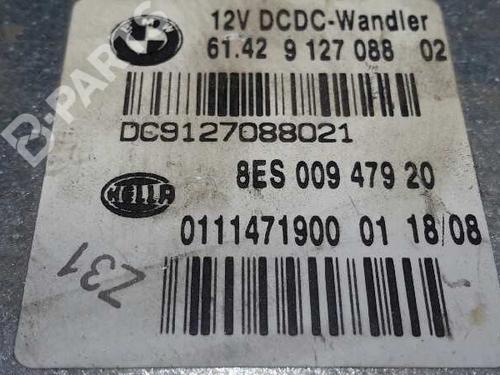 BMW
12V DCDC-Wandler
61.42 9 127 088 02
DC9127088021
HELLA
8ES 009 479 20
0111471900 01 18/08
Z31